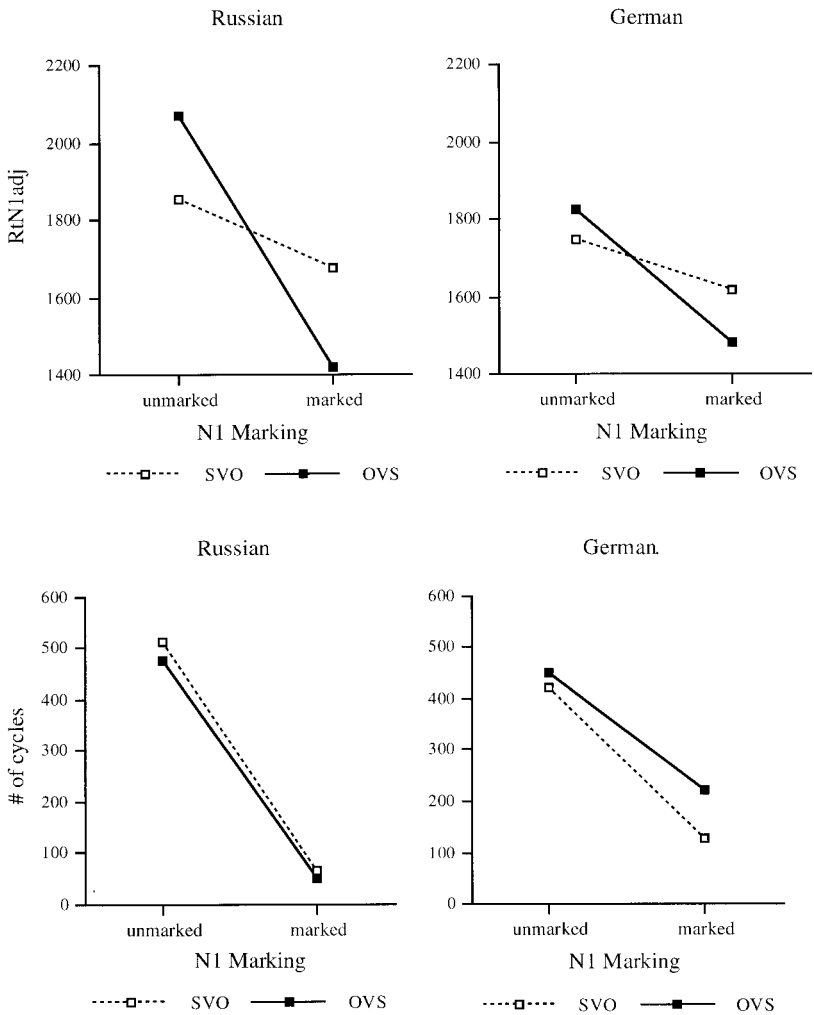 Russian
German
2200
2000
1800
1600
1400
RtN1adj
unmarked
marked
N1 Marking
SVO
OVS
2200
2000
1800
1600
1400
unmarked
marked
N1 Marking
SVO
OVS
Russian
German
600
500
400
300
200
100
0
# of cycles
unmarked
marked
N1 Marking
SVO
OVS
600
500
400
300
200
100
0
unmarked
marked
N1 Marking
SVO
OVS